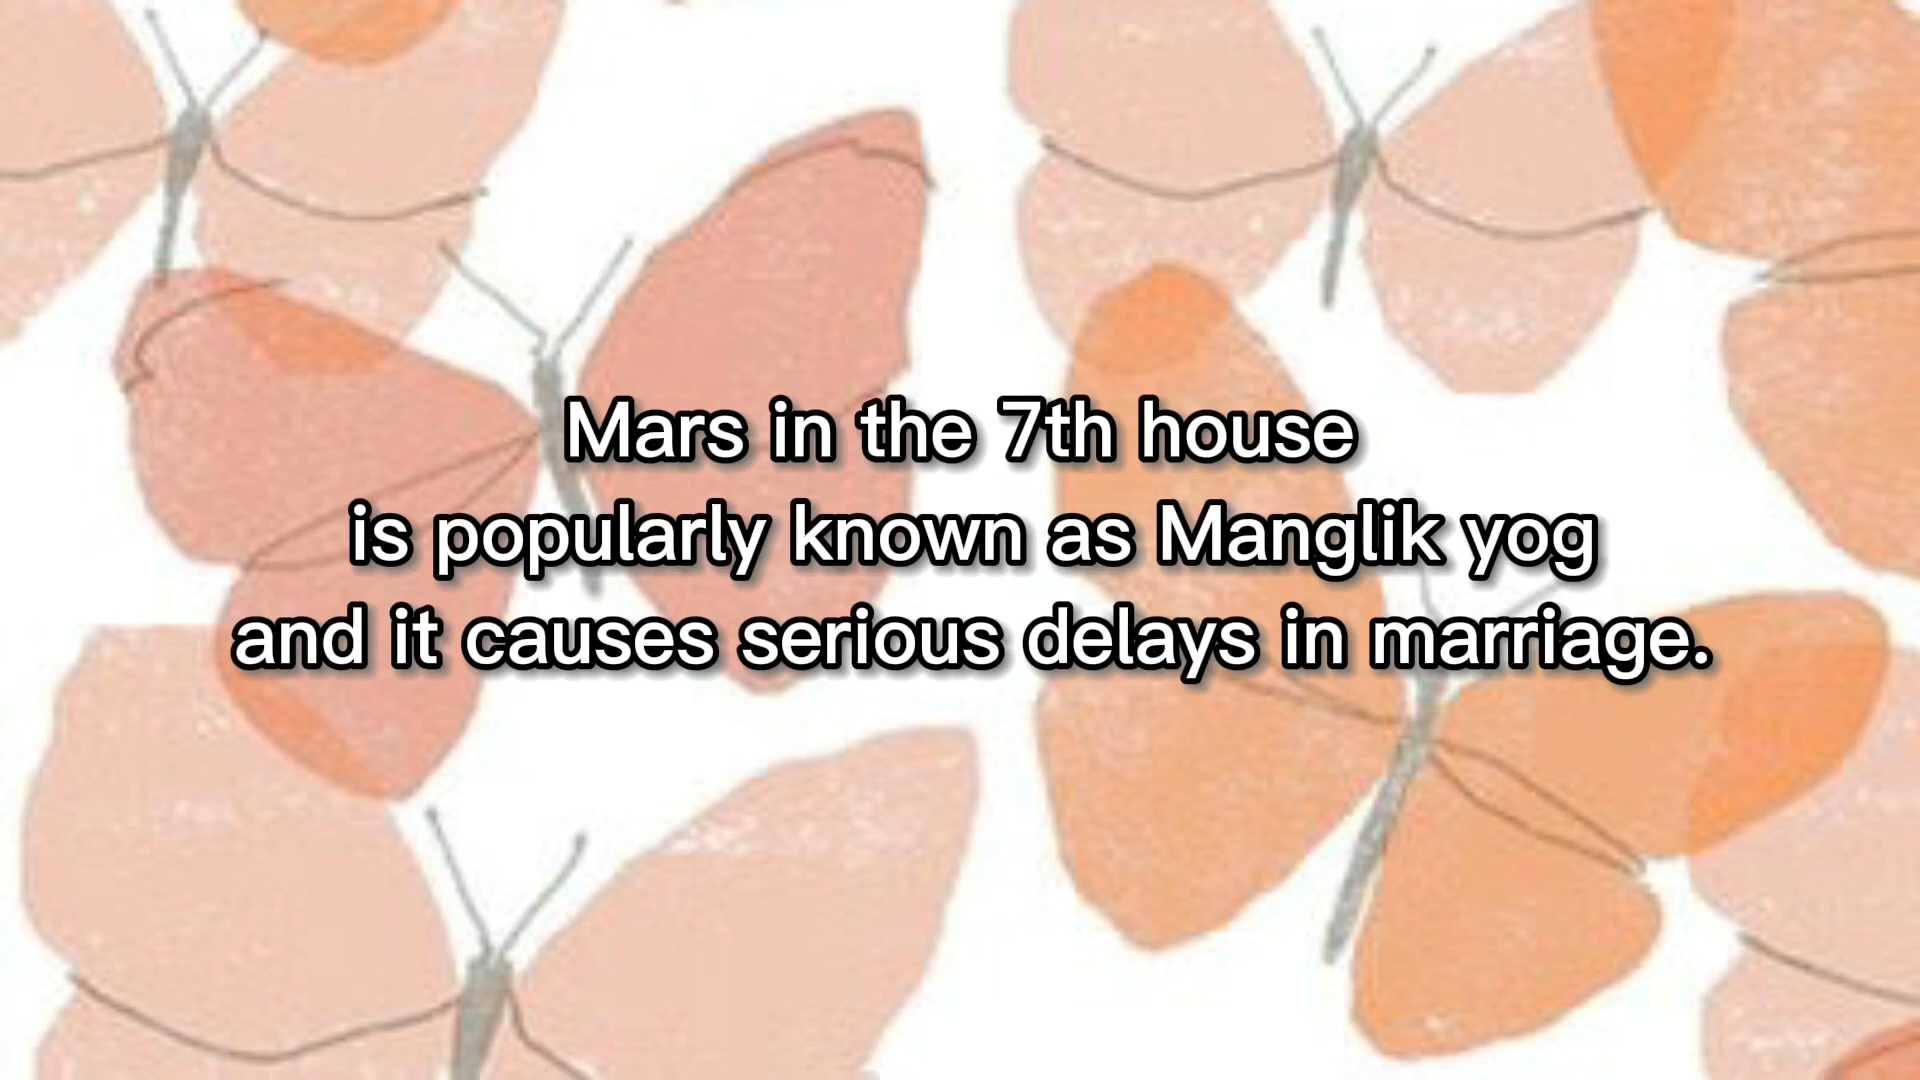 Mars in the 7th house
is popularly known as Manglik yog
and it causes serious delays in marriage.